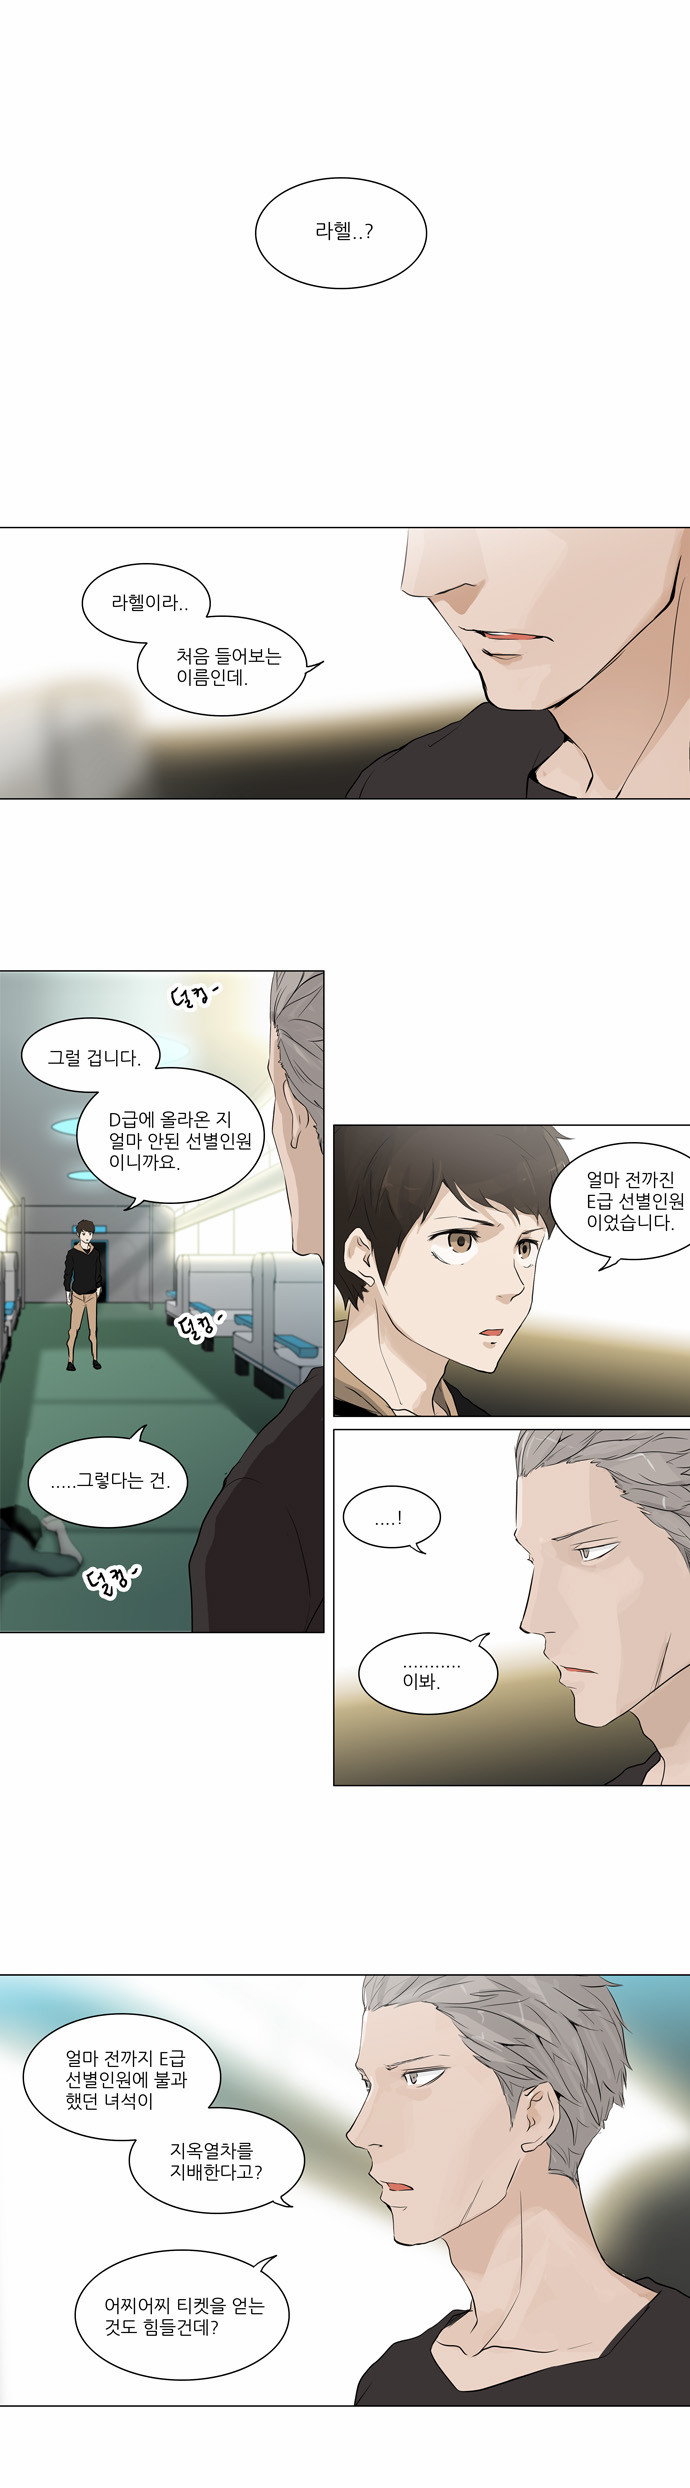 라헬..?
라헬이라..
처음 들어보는
이름인데.
덜컹~
그럴 겁니다.
D급에 올라온 지
얼마 안된 선별인원
이니까요.
얼마 전까진
E급 선별인원
이었습니다.
덜컹~
.....그렇다는 건.
덜컹~
....!
...........
이봐.
얼마 전까지 E급
선별인원에 불과
했던 녀석이
지옥열차를
지배한다고?
어찌어찌 티켓을 얻는
것도 힘들건데?